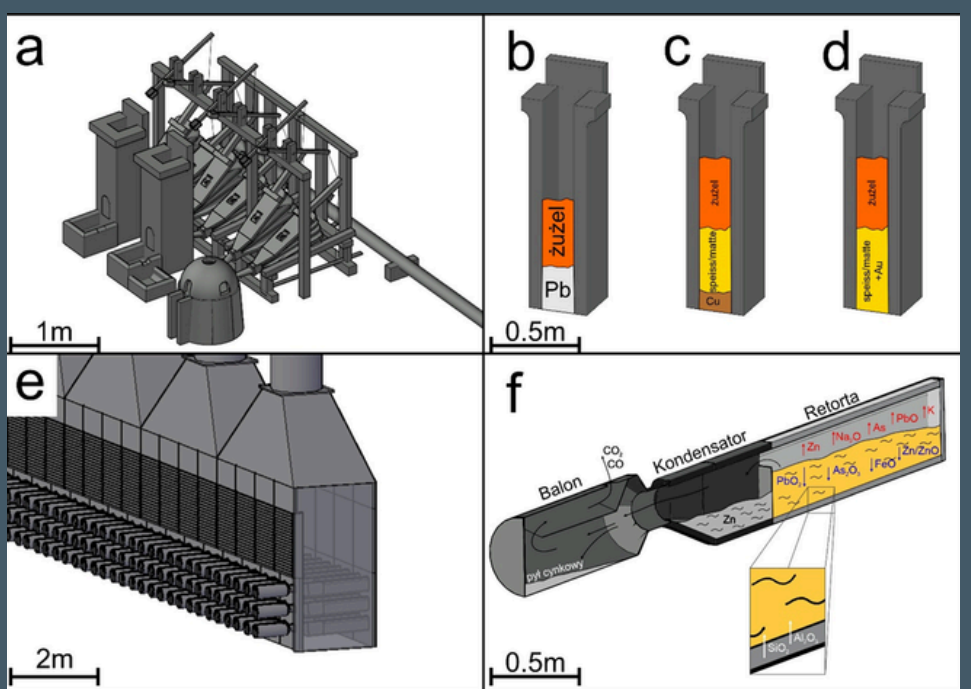 a
1m
b
c
d
żużel
Pb
żużel
speiss/matte
Cu
żużel
speiss/matte
+Au
0.5m
e
2m
f
Retorta
Kondensator
Balon
CO₂
CO
Zn
Na₂O
As
PbO
K
PbO₂
As₂O₃
FeO
Zn/ZnO
Zn
pył cynkowy
SiO₂
Al₂O₃
0.5m